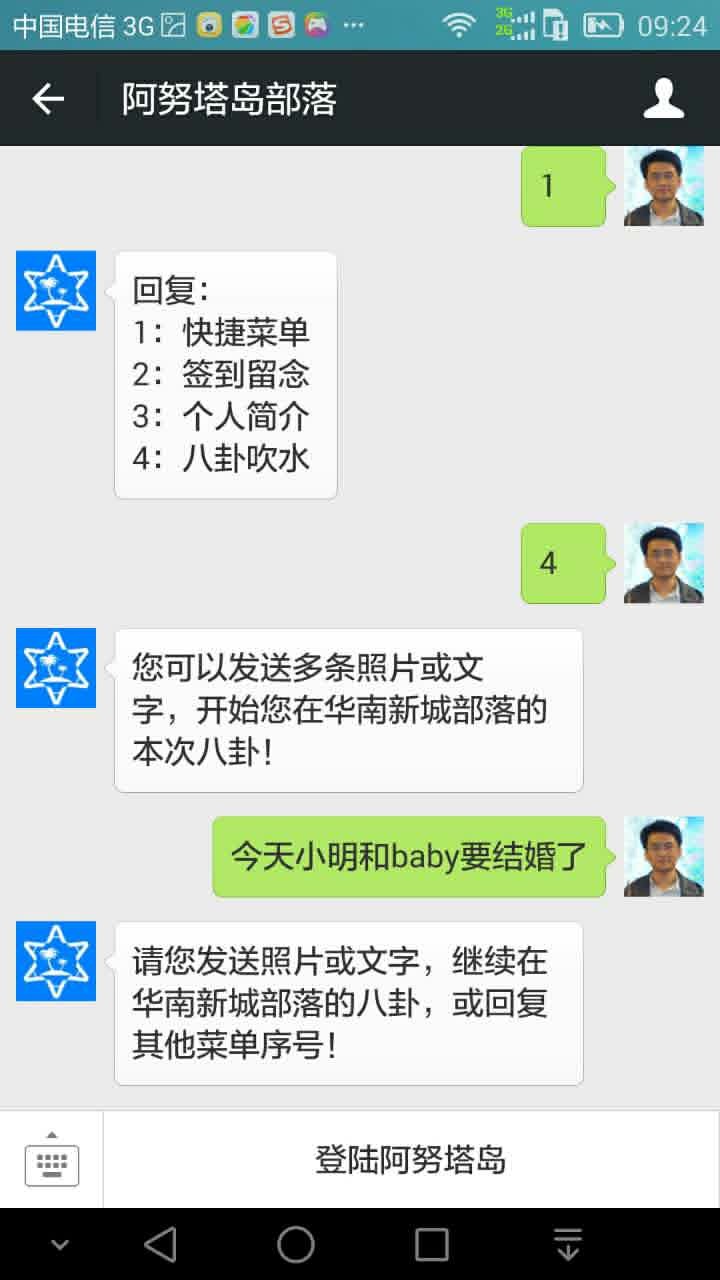 中国电信 3G 3G 2G 09:24
阿努塔岛部落
1
回复：
1：快捷菜单
2：签到留念
3：个人简介
4：八卦吹水
4
您可以发送多条照片或文
字，开始您在华南新城部落的
本次八卦！
今天小明和baby要结婚了
请您发送照片或文字，继续在
华南新城部落的八卦，或回复
其他菜单序号！
登陆阿努塔岛